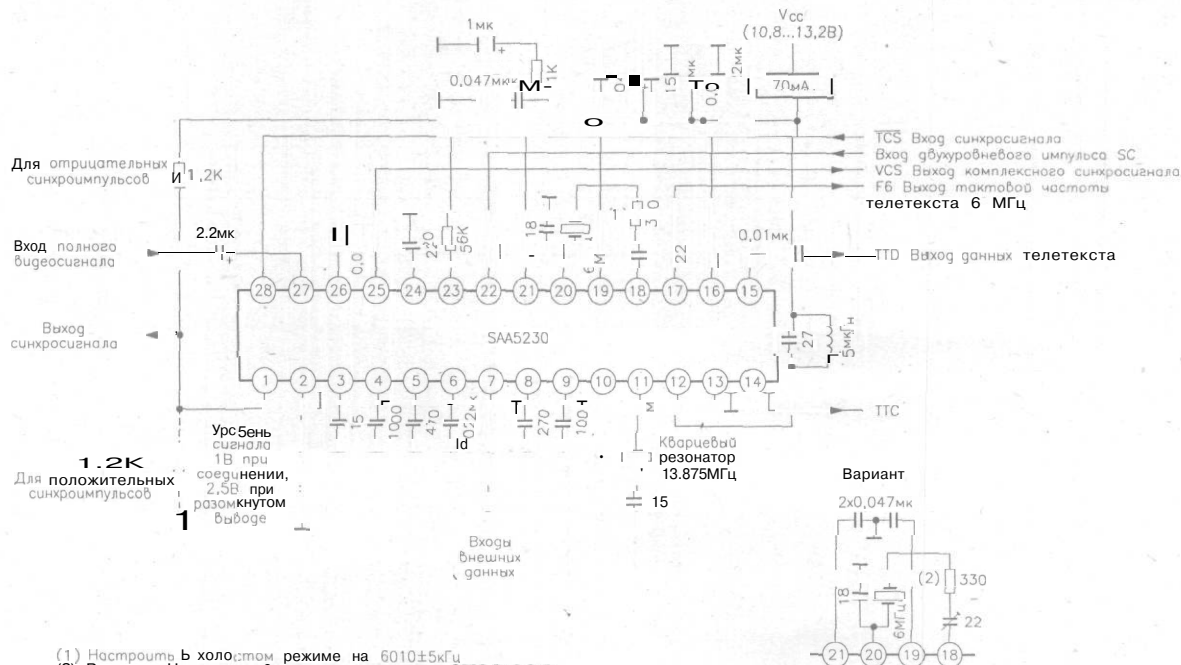 1мк
Vcc
(10,8...13,2В)
0,047мк
1К
15
70мА
TCS Вход синхросигнала
Вход двухуровневого импульса SC
VCS Выход комплексного синхросигнала
F6 Выход тактовой частоты
телетекста 6 МГц
Для отрицательных
синхроимпульсов
1,2К
Вход полного
видеосигнала
2.2мк
220
56К
18
22
0,01мк
TTD Выход данных телетекста
28 27 26 25 24 23 22 21 20 19 18 17 16 15
Выход
синхросигнала
SAA5230
27
5мкГн
1 2 3 4 5 6 7 8 9 10 11 12 13 14
15
1000
470
270
100
TTC
сигнала
1В при
соединении,
2,5В при
разомкнутом
выводе
1.2К
Для положительных
синхроимпульсов
Кварцевый
резонатор
13.875МГц
15
Входы
внешних
данных
Вариант
2х0,047мк
(2)
330
18
6МГц
22
21 20 19 18
(1) Настроить холостом режиме на 6010±5кГц